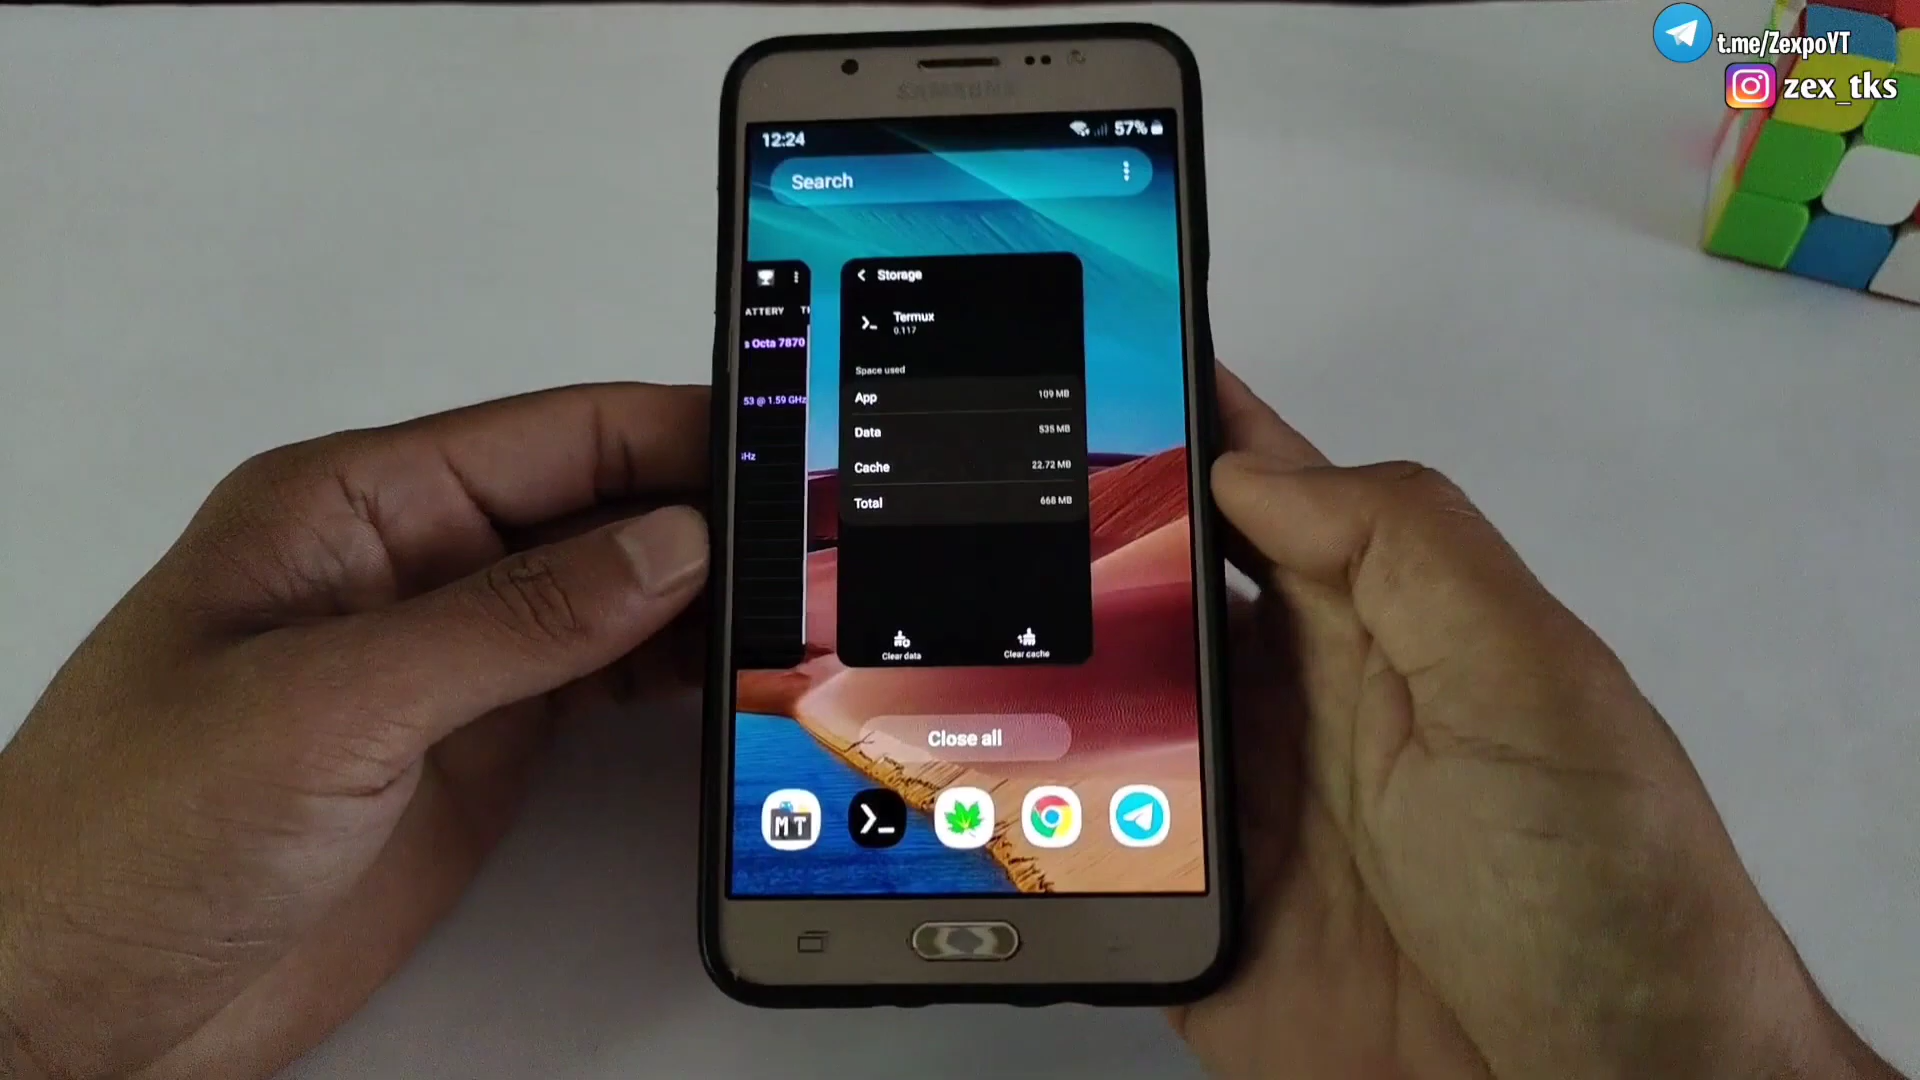 t.me/ZexpoYT
zex_tks
SAMSUNG
12:24
57%
Search
ATTERY
s Octa 7870
53 @ 1.59 GHz
Hz
Storage
Termux
0.117
Space used
App 109 MB
Data 535 MB
Cache 22.72 MB
Total 668 MB
Clear data
Clear cache
Close all
MT